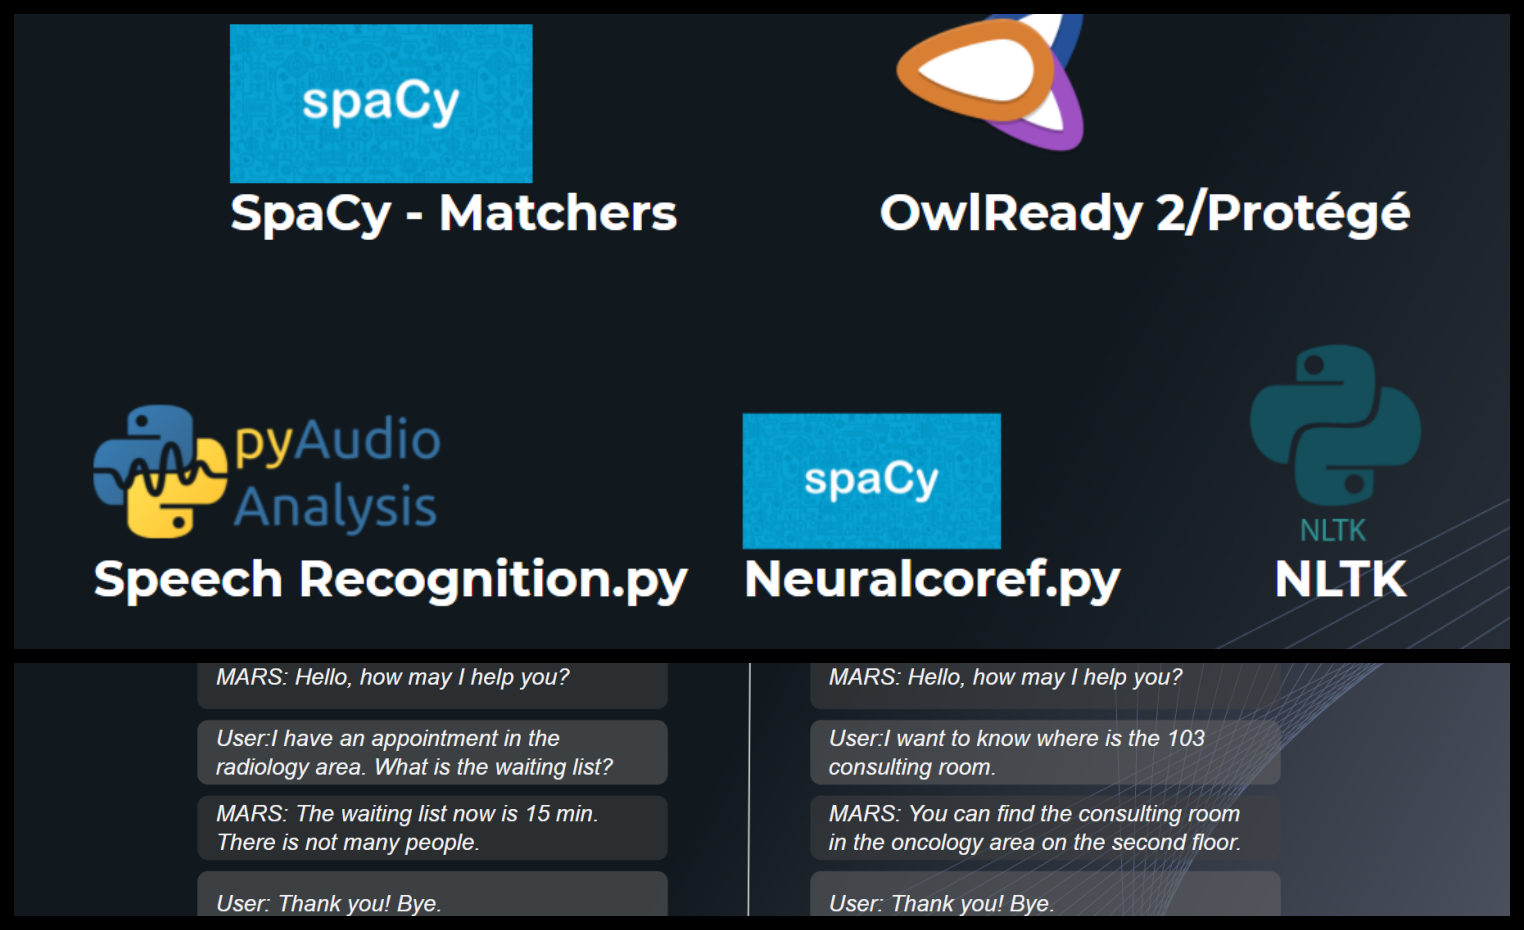 spaCy
SpaCy - Matchers
OwlReady 2/Protégé
pyAudio
Analysis
Speech Recognition.py
spaCy
Neuralcoref.py
NLTK
NLTK
MARS: Hello, how may I help you?
User:I have an appointment in the
radiology area. What is the waiting list?
MARS: The waiting list now is 15 min.
There is not many people.
User: Thank you! Bye.
MARS: Hello, how may I help you?
User:I want to know where is the 103
consulting room.
MARS: You can find the consulting room
in the oncology area on the second floor.
User: Thank you! Bye.